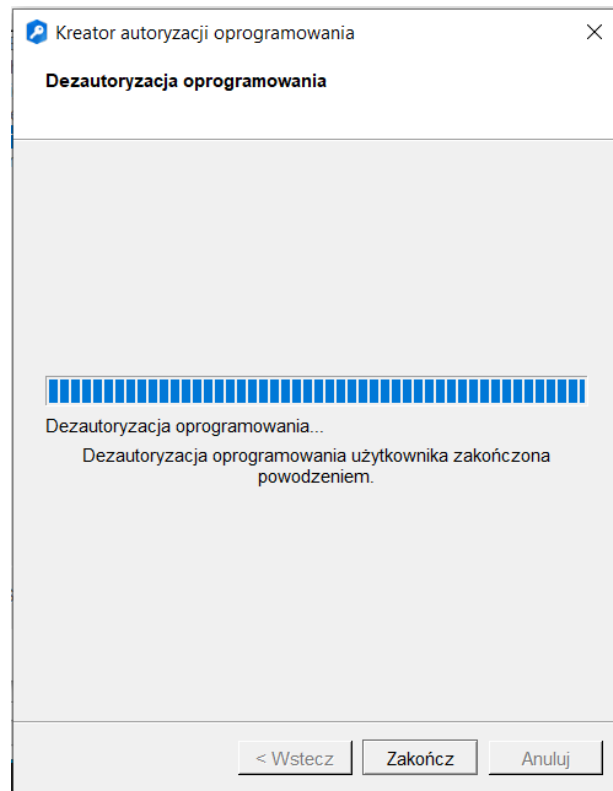 Kreator autoryzacji oprogramowania
Dezautoryzacja oprogramowania
Dezautoryzacja oprogramowania...
Dezautoryzacja oprogramowania użytkownika zakończona
powodzeniem.
< Wstecz
Zakończ
Anuluj